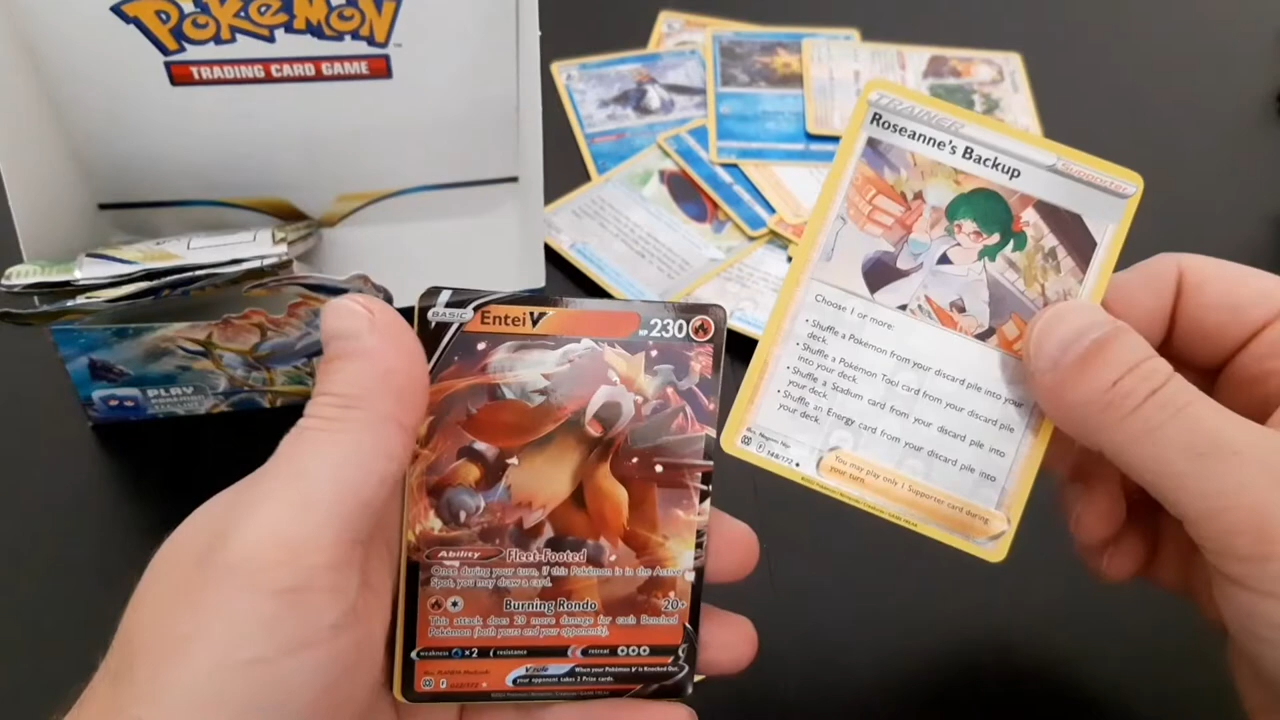 POKÉMON
TRADING CARD GAME
PLAY
POKÉMON
TRAINER
Supporter
Roseanne's Backup
Choose 1 or more:
• Shuffle a Pokémon from your discard pile into your
deck.
• Shuffle a Pokémon Tool card from your discard pile
into your deck.
• Shuffle a Stadium card from your discard pile into
your deck.
• Shuffle an Energy card from your discard pile into
your deck.
You may play only 1 Supporter card during
your turn.
F
148/172
BASIC
Entei V
HP 230
Ability
Fleet-Footed
Once during your turn, if this Pokémon is in the Active
Spot, you may draw a card.
Burning Rondo 20+
This attack does 20 more damage for each Benched
Pokémon (both yours and your opponent's).
weakness ×2 resistance retreat
V rule
When your Pokémon V is Knocked Out,
your opponent takes 2 Prize cards.
F
022/172